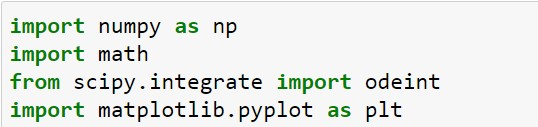 import numpy as np
import math
from scipy.integrate import odeint
import matplotlib.pyplot as plt